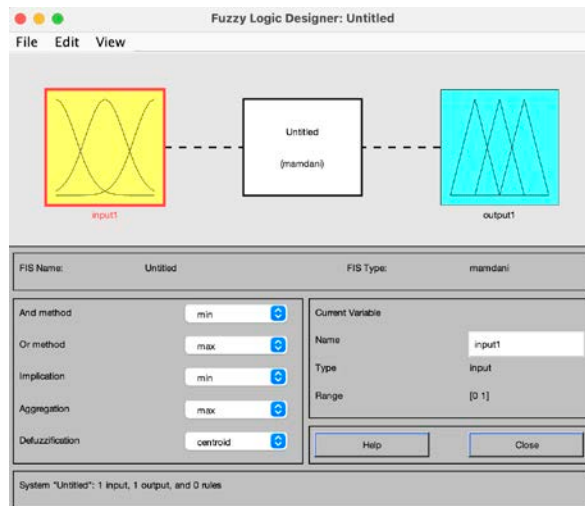 Fuzzy Logic Designer: Untitled
File Edit View
Untitled
(mamdani)
input1
output1
FIS Name: Untitled FIS Type: mamdani
And method min
Or method max
Implication min
Aggregation max
Defuzzification centroid
Current Variable
Name input1
Type input
Range [0 1]
Help Close
System "Untitled": 1 input, 1 output, and 0 rules